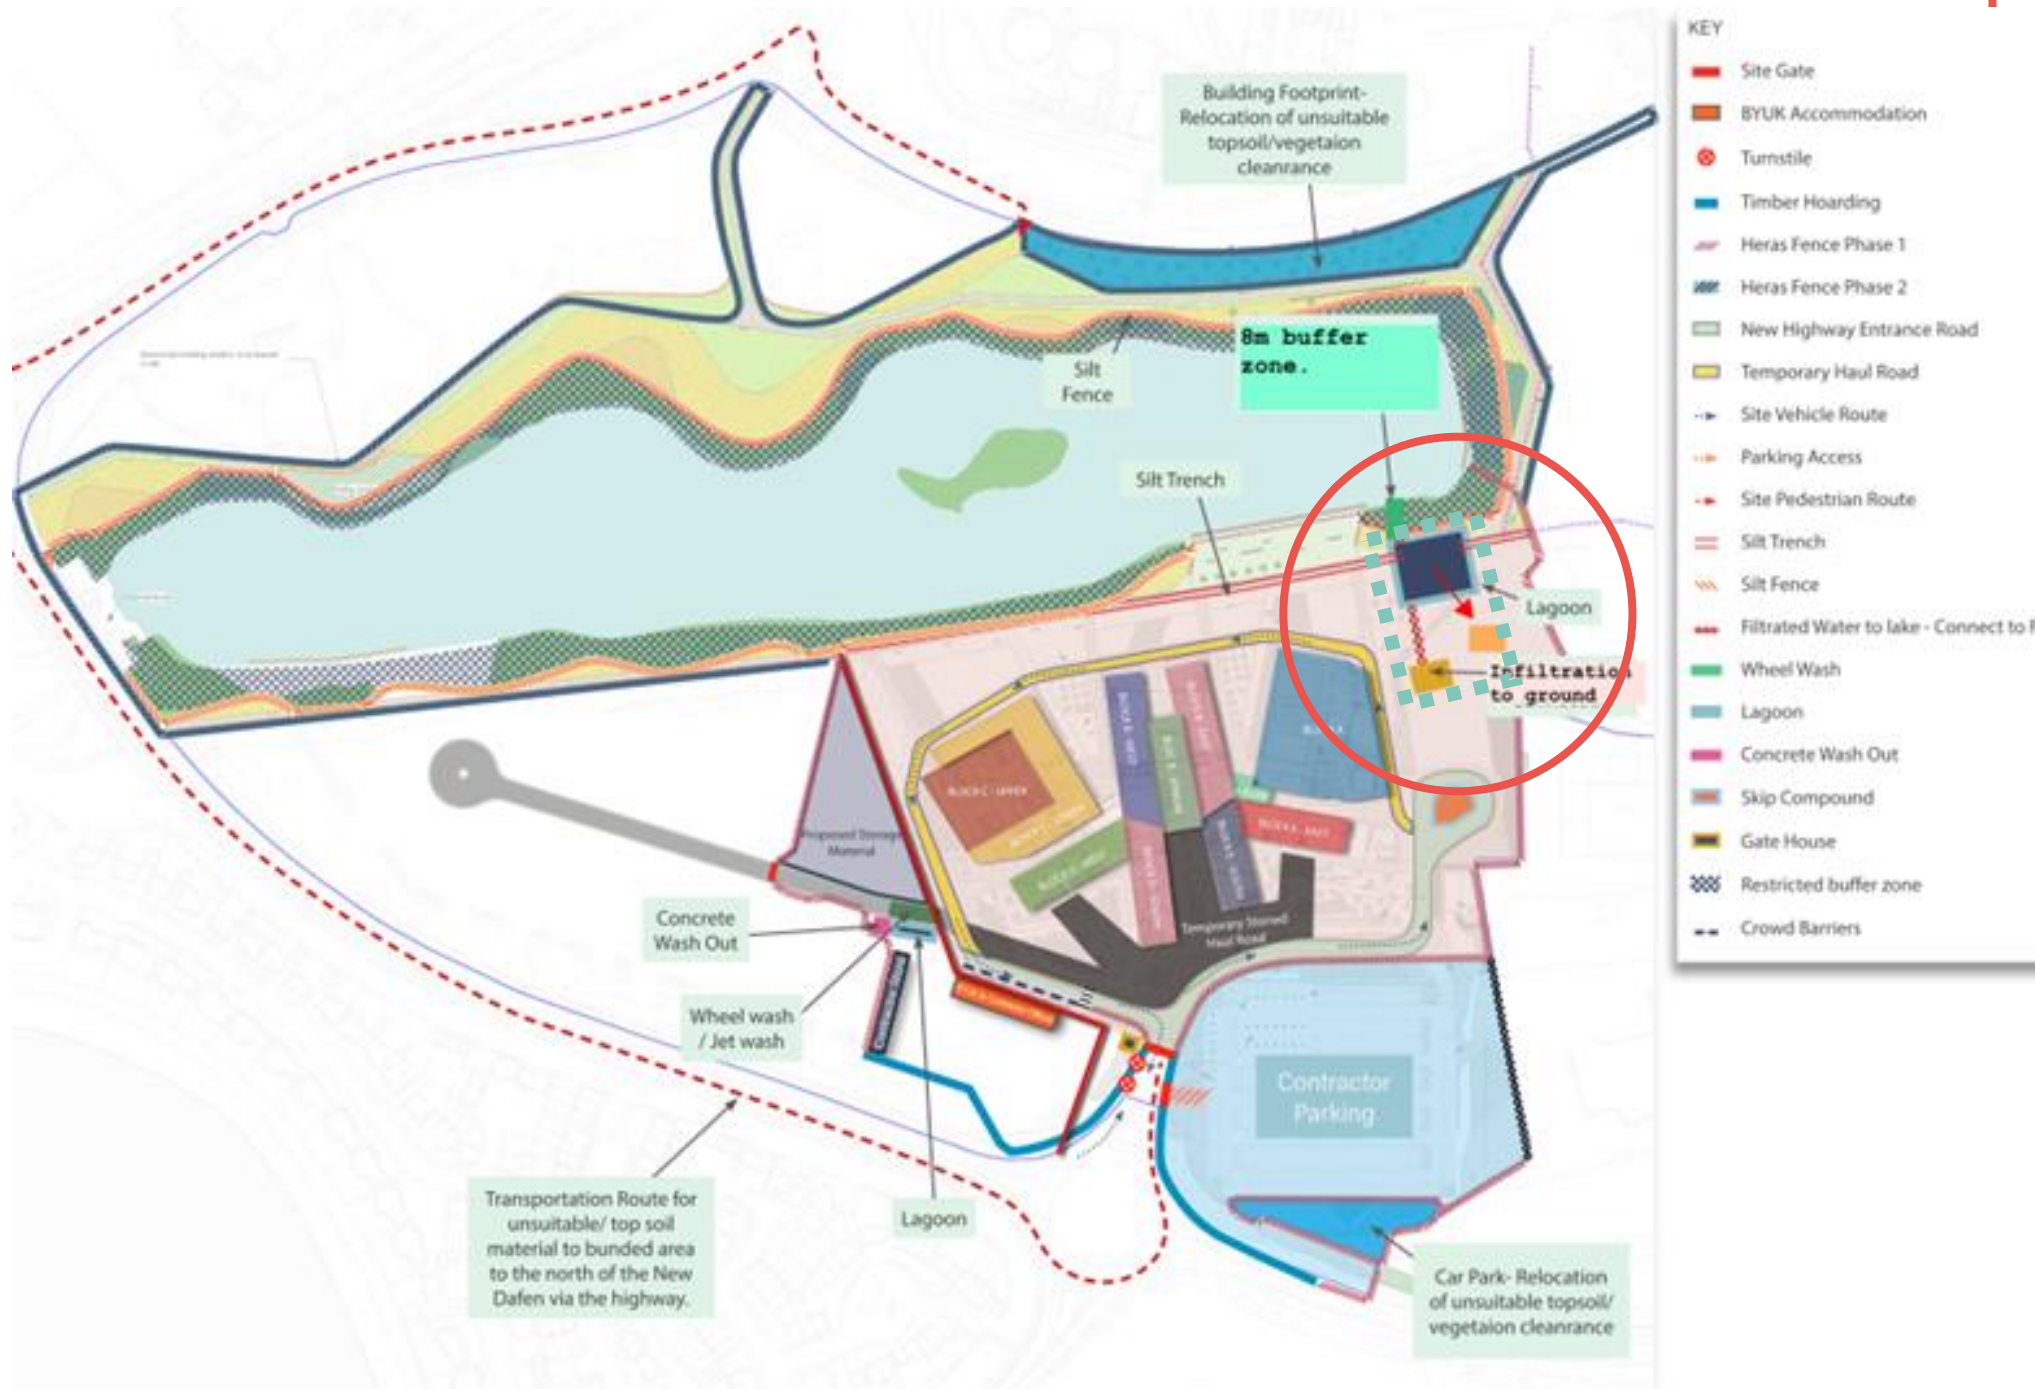 Building Footprint-
Relocation of unsuitable
topsoil/vegetaion
cleanrance
8m buffer
zone.
Silt
Fence
Silt Trench
Lagoon
Infiltration
to ground
Proposed Storage
Material
BLOCK C - UPPER
Temporary Stoned
Haul Road
Concrete
Wash Out
Wheel wash
/ Jet wash
Lagoon
Contractor
Parking
Transportation Route for
unsuitable/ top soil
material to bunded area
to the north of the New
Dafen via the highway.
Car Park- Relocation
of unsuitable topsoil/
vegetaion cleanrance
KEY
Site Gate
BYUK Accommodation
Turnstile
Timber Hoarding
Heras Fence Phase 1
Heras Fence Phase 2
New Highway Entrance Road
Temporary Haul Road
Site Vehicle Route
Parking Access
Site Pedestrian Route
Silt Trench
Silt Fence
Filtrated Water to lake - Connect to
Wheel Wash
Lagoon
Concrete Wash Out
Skip Compound
Gate House
Restricted buffer zone
Crowd Barriers